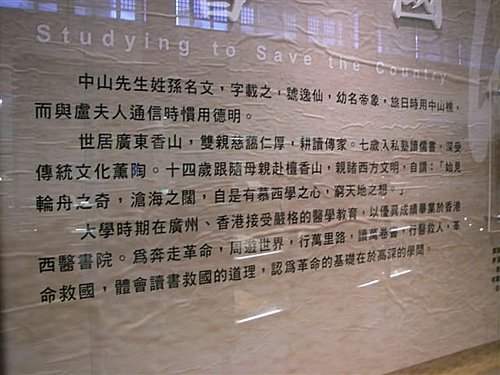 國
Studying to Save the Country
中山先生姓孫名文，字載之，號逸仙，幼名帝象，旅日時用中山樵，
而與盧夫人通信時慣用德明。
世居廣東香山，雙親慈藹仁厚，耕讀傳家。七歲入私塾讀儒書，深受
傳統文化薰陶。十四歲跟隨母親赴檀香山，親睹西方文明，自謂：「始見
輪舟之奇，滄海之闊，自是有慕西學之心，窮天地之想。」
大學時期在廣州、香港接受嚴格的醫學教育，以優異成績畢業於香港
西醫書院。為奔走革命，周遊世界，行萬里路，讀萬卷書，行醫救人，革
命救國，體會讀書救國的道理，認為革命的基礎在於高深的學問。